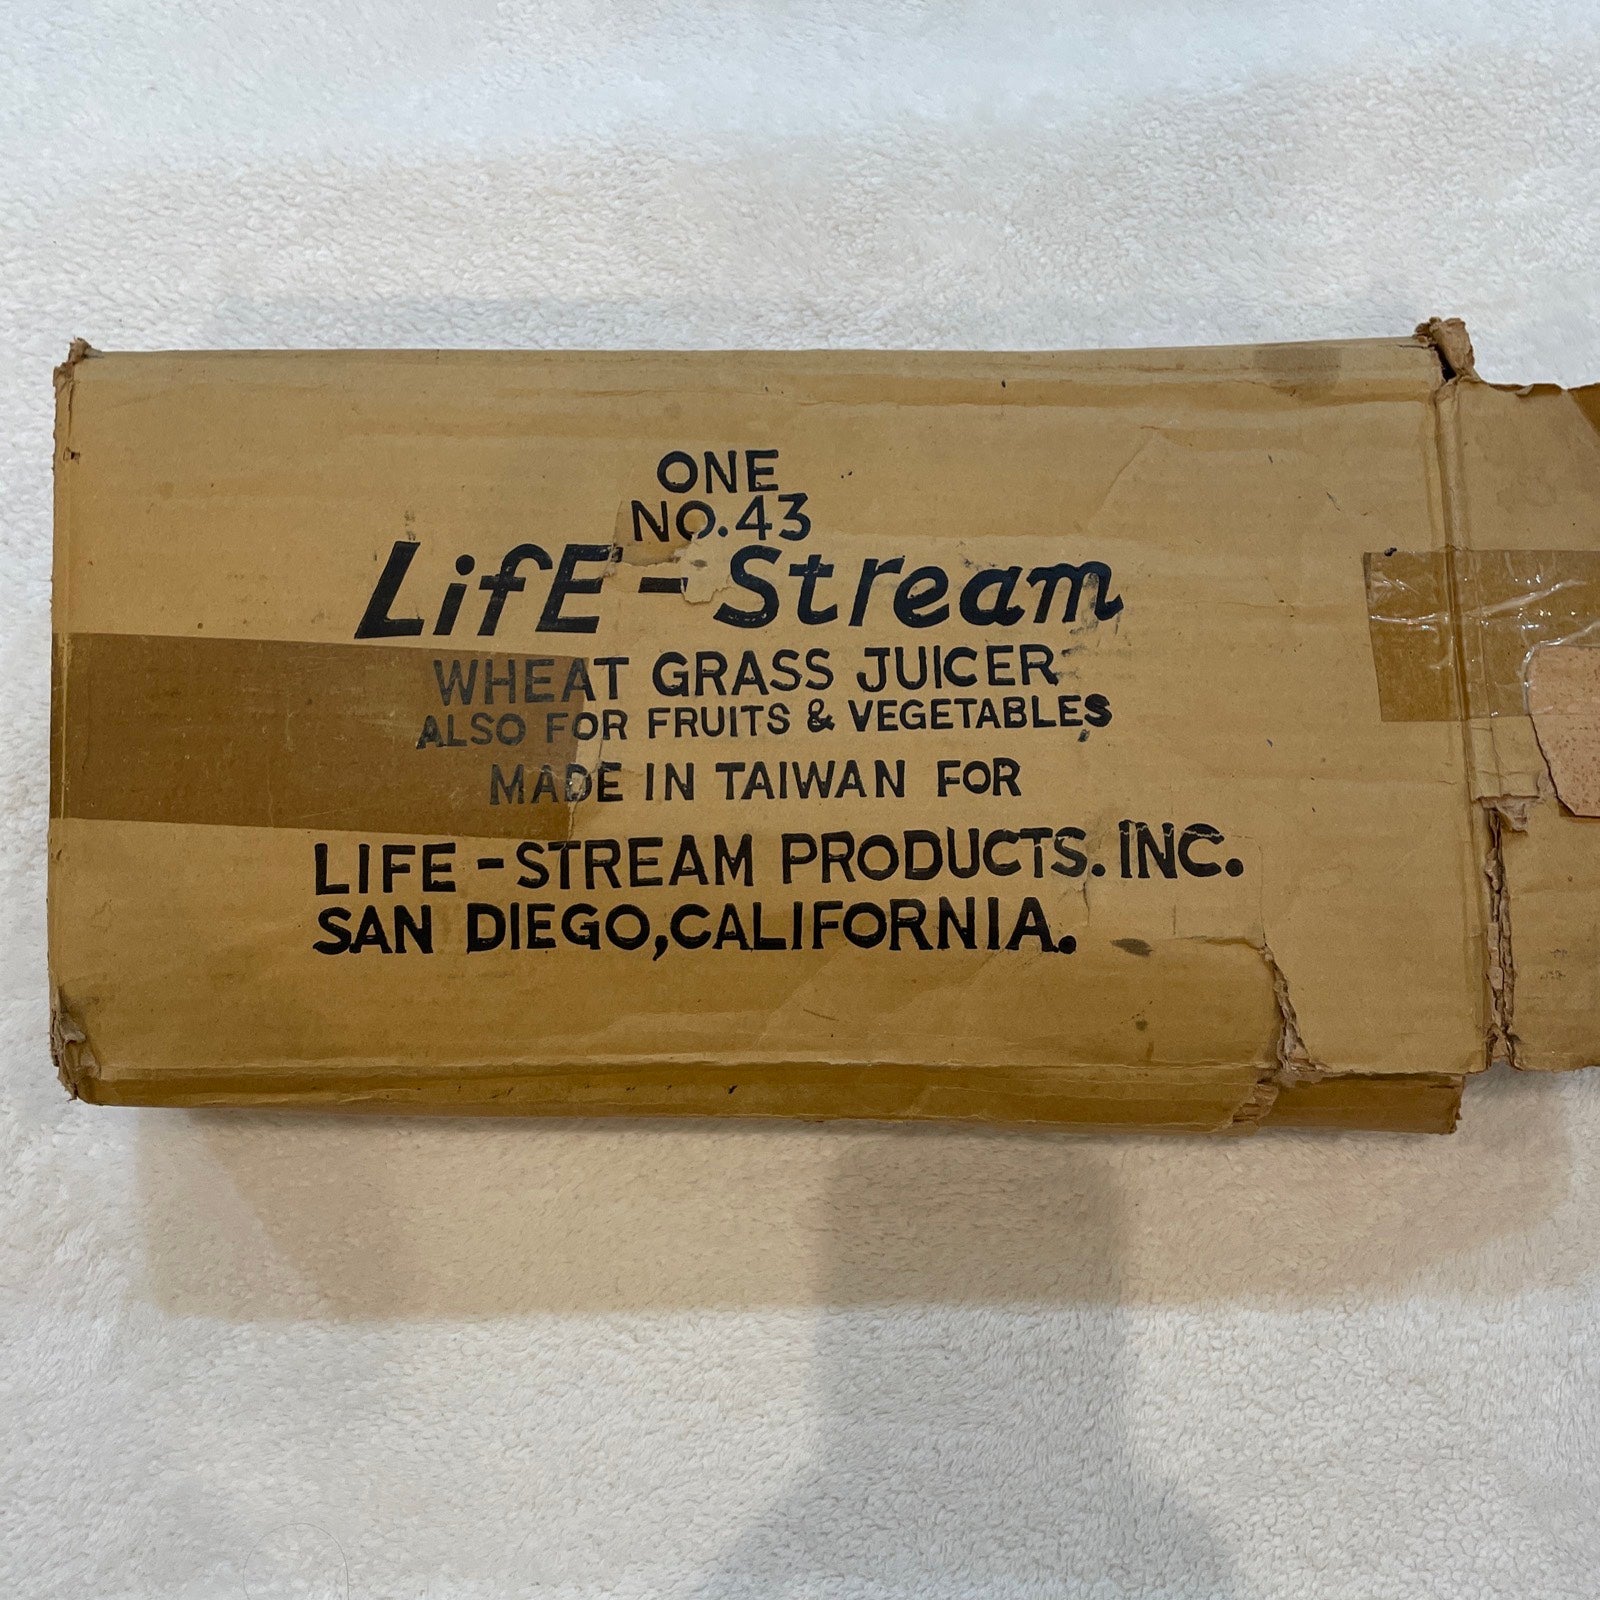 ONE
NO.43
LifE-Stream
WHEAT GRASS JUICER
ALSO FOR FRUITS & VEGETABLES
MADE IN TAIWAN FOR
LIFE-STREAM PRODUCTS. INC.
SAN DIEGO, CALIFORNIA.